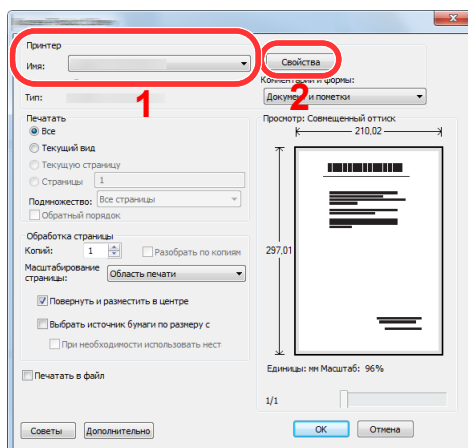 Принтер
Имя:
Свойства
Комментарии и формы:
Тип:
1
2
Документ и пометки
Печатать
Все
Текущий вид
Текущую страницу
Страницы 1
Подмножество: Все страницы
Обратный порядок
Просмотр: Совмещенный оттиск
210,02
297,01
Обработка страницы
Копий: 1 Разобрать по копиям
Масштабирование
страницы: Область печати
Повернуть и разместить в центре
Выбрать источник бумаги по размеру с
При необходимости использовать нест
Печатать в файл
Единицы: мм Масштаб: 96%
1/1
Советы Дополнительно OK Отмена